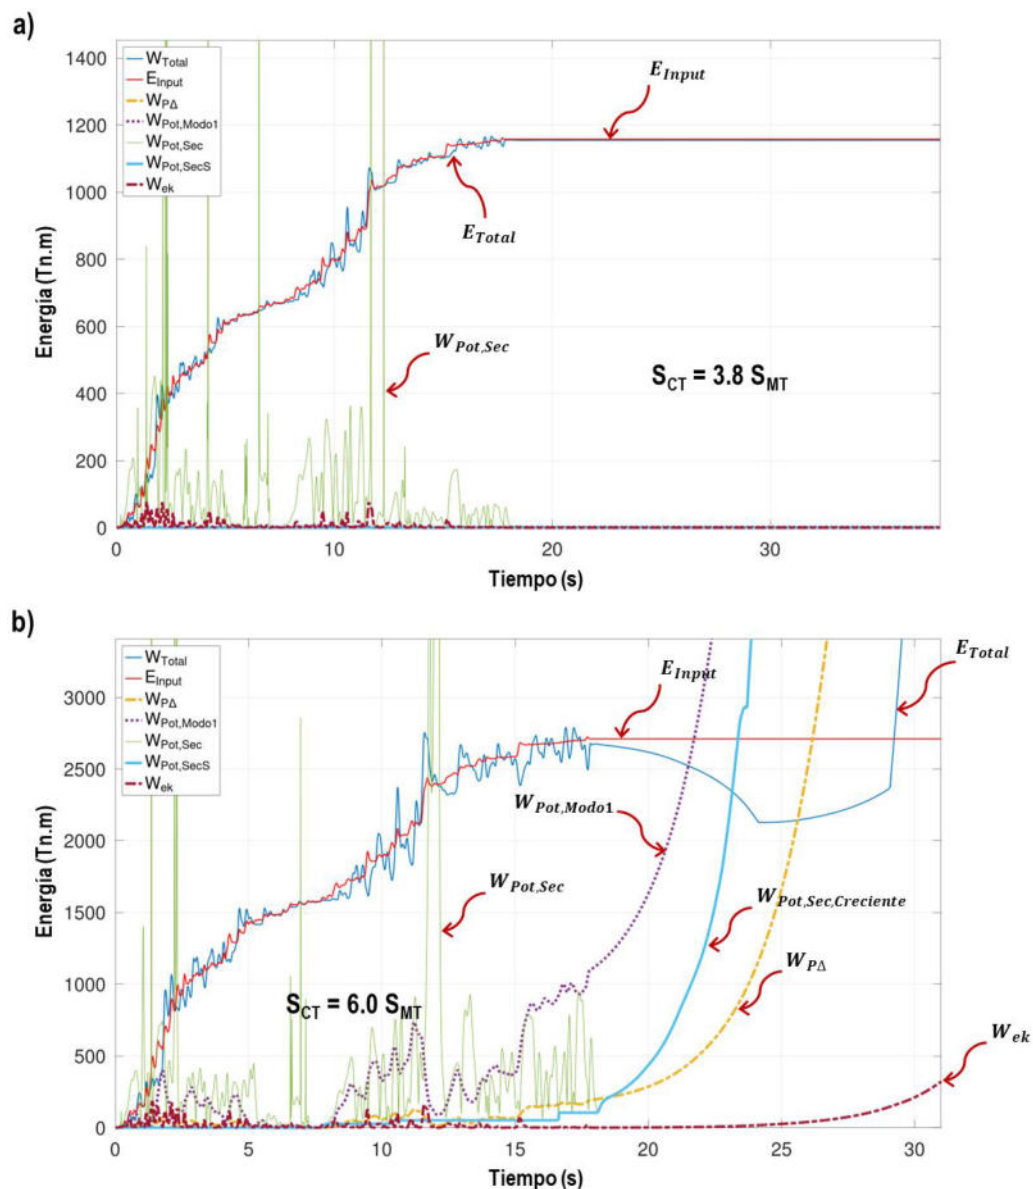 a)
1400
1200
1000
800
600
400
200
0
Energía (Tn.m)
W_Total
E_Input
W_PΔ
W_Pot,Modo1
W_Pot,Sec
W_Pot,SecS
W_ek
E_Input
E_Total
W_Pot,Sec
S_CT = 3.8 S_MT
0 10 20 30
Tiempo (s)
b)
3000
2500
2000
1500
1000
500
0
Energía (Tn.m)
W_Total
E_Input
W_PΔ
W_Pot,Modo1
W_Pot,Sec
W_Pot,SecS
W_ek
E_Input
E_Total
W_Pot,Modo1
W_Pot,Sec
W_Pot,Sec,Creciente
W_PΔ
S_CT = 6.0 S_MT
W_ek
0 5 10 15 20 25 30
Tiempo (s)